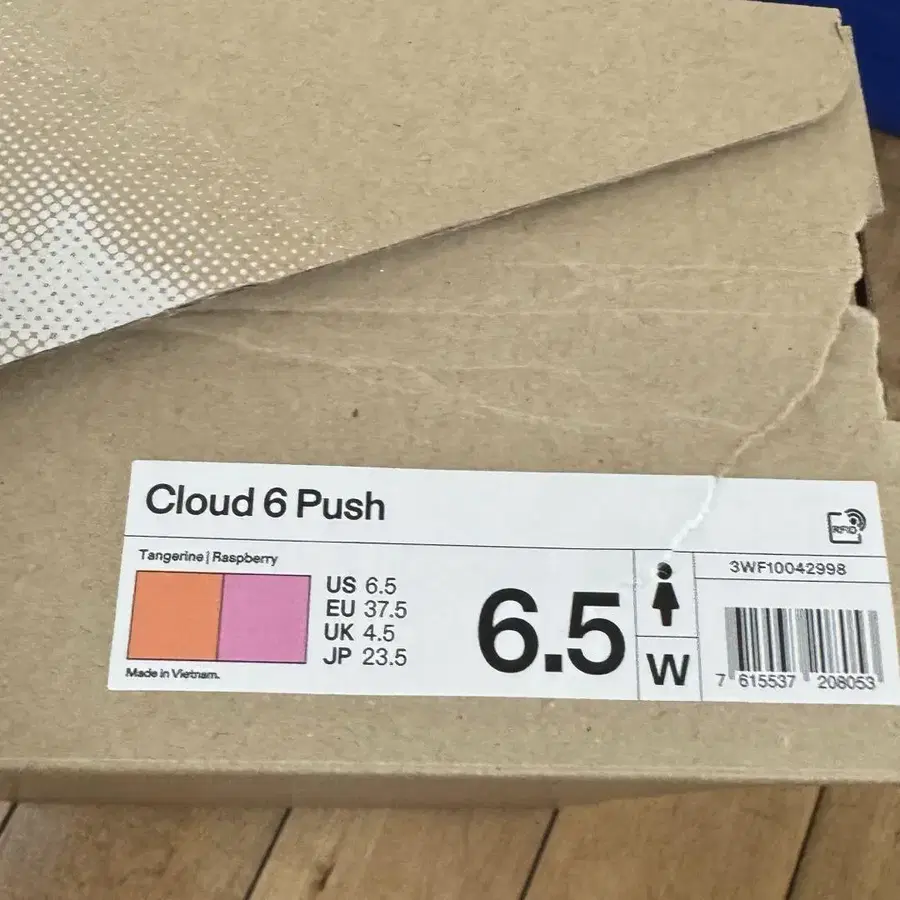 Cloud 6 Push
RFID
Tangerine | Raspberry
US 6.5
EU 37.5
UK 4.5
JP 23.5
Made in Vietnam.
6.5
W
3WF10042998
7 615537 208053